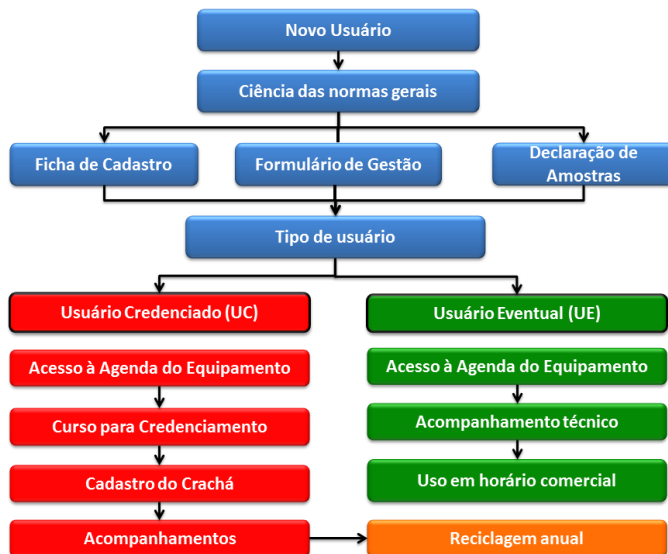 Novo Usuário
Ciência das normas gerais
Ficha de Cadastro
Formulário de Gestão
Declaração de
Amostras
Tipo de usuário
Usuário Credenciado (UC)
Usuário Eventual (UE)
Acesso à Agenda do Equipamento
Acesso à Agenda do Equipamento
Curso para Credenciamento
Acompanhamento técnico
Cadastro do Crachá
Uso em horário comercial
Acompanhamentos
Reciclagem anual